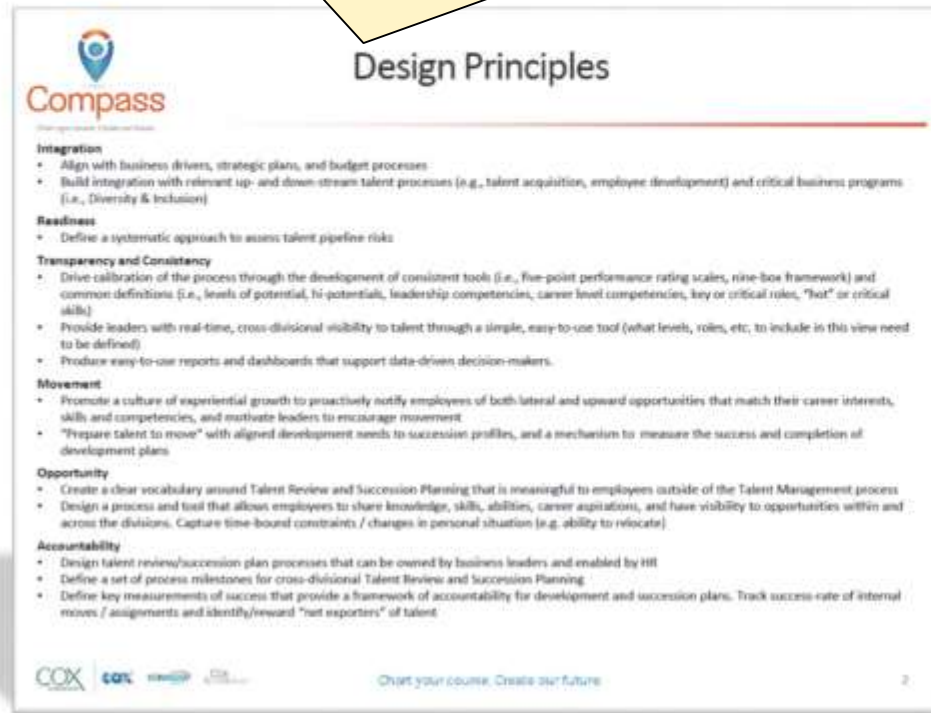 Design Principles
Compass
Integration
• Align with business drivers, strategic plans, and budget processes
• Build integration with relevant up- and down-stream talent processes (e.g., talent acquisition, employee development) and critical business programs
(i.e., Diversity & Inclusion)
Readiness
• Define a systematic approach to assess talent pipeline risks
Transparency and Consistency
• Drive calibration of the process through the development of consistent tools (i.e., five-point performance rating scales, nine-box framework) and
common definitions (i.e., levels of potential, hi-potentials, leadership competencies, career level competencies, key or critical roles, "hot" or critical
skills)
• Provide leaders with real-time, cross-divisional visibility to talent through a simple, easy-to-use tool (what levels, roles, etc. to include in this view need
to be defined)
• Produce easy-to-use reports and dashboards that support data-driven decision-makers.
Movement
• Promote a culture of experiential growth to proactively notify employees of both lateral and upward opportunities that match their career interests,
skills and competencies, and motivate leaders to encourage movement
• "Prepare talent to move" with aligned development needs to succession profiles, and a mechanism to measure the success and completion of
development plans
Opportunity
• Create a clear vocabulary around Talent Review and Succession Planning that is meaningful to employees outside of the Talent Management process
• Design a process and tool that allows employees to share knowledge, skills, abilities, career aspirations, and have visibility to opportunities within and
across the divisions. Capture time-bound constraints / changes in personal situation (e.g. ability to relocate)
Accountability
• Design talent review/succession plan processes that can be owned by business leaders and enabled by HR
• Define a set of process milestones for cross-divisional Talent Review and Succession Planning
• Define key measurements of success that provide a framework of accountability for development and succession plans. Track success rate of internal
moves / assignments and identify/reward "net exporters" of talent
COX cox Chart your course. Create our future. 2